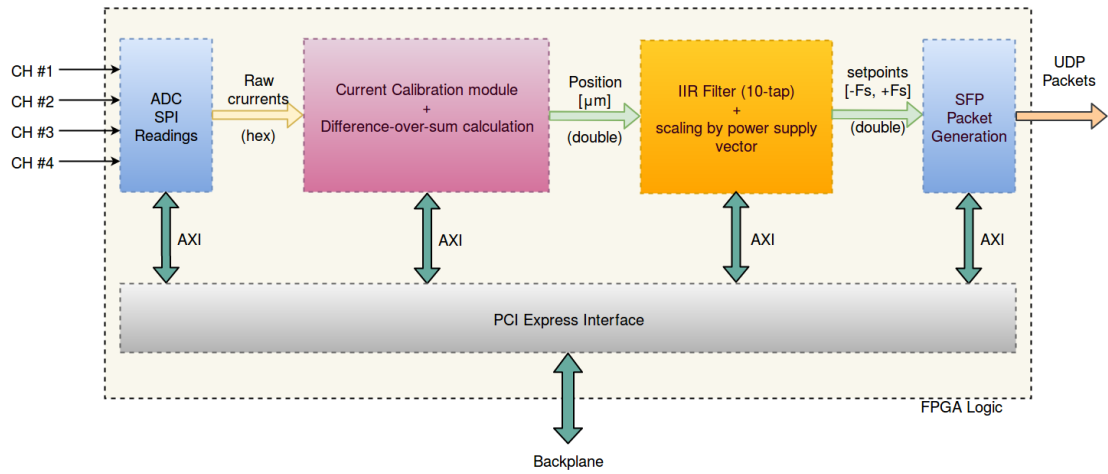 CH #1
CH #2
CH #3
CH #4
ADC
SPI
Readings
Raw
crurrents
(hex)
Current Calibration module
+
Difference-over-sum calculation
Position
[µm]
(double)
IIR Filter (10-tap)
+
scaling by power supply
vector
setpoints
[-Fs, +Fs]
(double)
SFP
Packet
Generation
UDP
Packets
AXI
AXI
AXI
AXI
PCI Express Interface
FPGA Logic
Backplane